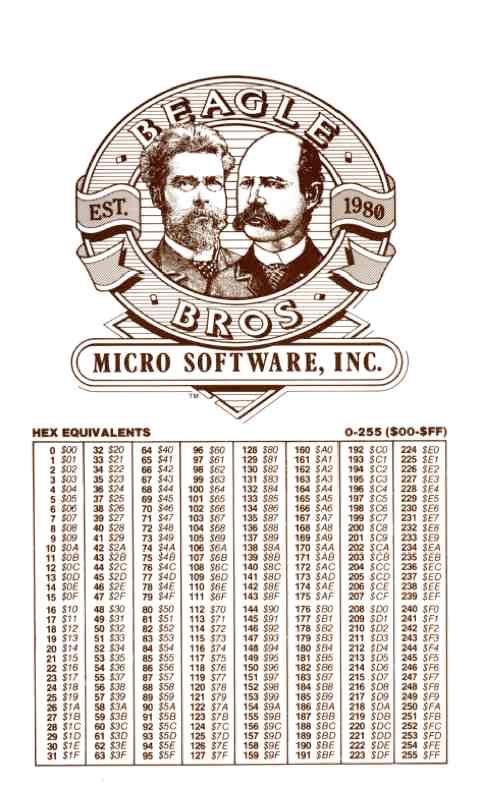 BEAGLE
EST. 1980
BROS
MICRO SOFTWARE, INC.
TM
HEX EQUIVALENTS 0-255 ($00-$FF)
0 $00 32 $20 64 $40 96 $60 128 $80 160 $A0 192 $C0 224 $E0
1 $01 33 $21 65 $41 97 $61 129 $81 161 $A1 193 $C1 225 $E1
2 $02 34 $22 66 $42 98 $62 130 $82 162 $A2 194 $C2 226 $E2
3 $03 35 $23 67 $43 99 $63 131 $83 163 $A3 195 $C3 227 $E3
4 $04 36 $24 68 $44 100 $64 132 $84 164 $A4 196 $C4 228 $E4
5 $05 37 $25 69 $45 101 $65 133 $85 165 $A5 197 $C5 229 $E5
6 $06 38 $26 70 $46 102 $66 134 $86 166 $A6 198 $C6 230 $E6
7 $07 39 $27 71 $47 103 $67 135 $87 167 $A7 199 $C7 231 $E7
8 $08 40 $28 72 $48 104 $68 136 $88 168 $A8 200 $C8 232 $E8
9 $09 41 $29 73 $49 105 $69 137 $89 169 $A9 201 $C9 233 $E9
10 $0A 42 $2A 74 $4A 106 $6A 138 $8A 170 $AA 202 $CA 234 $EA
11 $0B 43 $2B 75 $4B 107 $6B 139 $8B 171 $AB 203 $CB 235 $EB
12 $0C 44 $2C 76 $4C 108 $6C 140 $8C 172 $AC 204 $CC 236 $EC
13 $0D 45 $2D 77 $4D 109 $6D 141 $8D 173 $AD 205 $CD 237 $ED
14 $0E 46 $2E 78 $4E 110 $6E 142 $8E 174 $AE 206 $CE 238 $EE
15 $0F 47 $2F 79 $4F 111 $6F 143 $8F 175 $AF 207 $CF 239 $EF
16 $10 48 $30 80 $50 112 $70 144 $90 176 $B0 208 $D0 240 $F0
17 $11 49 $31 81 $51 113 $71 145 $91 177 $B1 209 $D1 241 $F1
18 $12 50 $32 82 $52 114 $72 146 $92 178 $B2 210 $D2 242 $F2
19 $13 51 $33 83 $53 115 $73 147 $93 179 $B3 211 $D3 243 $F3
20 $14 52 $34 84 $54 116 $74 148 $94 180 $B4 212 $D4 244 $F4
21 $15 53 $35 85 $55 117 $75 149 $95 181 $B5 213 $D5 245 $F5
22 $16 54 $36 86 $56 118 $76 150 $96 182 $B6 214 $D6 246 $F6
23 $17 55 $37 87 $57 119 $77 151 $97 183 $B7 215 $D7 247 $F7
24 $18 56 $38 88 $58 120 $78 152 $98 184 $B8 216 $D8 248 $F8
25 $19 57 $39 89 $59 121 $79 153 $99 185 $B9 217 $D9 249 $F9
26 $1A 58 $3A 90 $5A 122 $7A 154 $9A 186 $BA 218 $DA 250 $FA
27 $1B 59 $3B 91 $5B 123 $7B 155 $9B 187 $BB 219 $DB 251 $FB
28 $1C 60 $3C 92 $5C 124 $7C 156 $9C 188 $BC 220 $DC 252 $FC
29 $1D 61 $3D 93 $5D 125 $7D 157 $9D 189 $BD 221 $DD 253 $FD
30 $1E 62 $3E 94 $5E 126 $7E 158 $9E 190 $BE 222 $DE 254 $FE
31 $1F 63 $3F 95 $5F 127 $7F 159 $9F 191 $BF 223 $DF 255 $FF